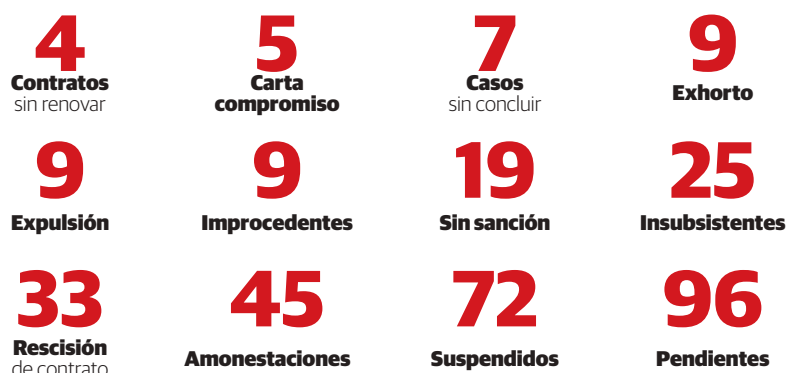 4 5 7 9
Contratos Carta Casos Exhorto
sin renovar compromiso sin concluir
9 9 19 25
Expulsión Improcedentes Sin sanción Insubsistentes
33 45 72 96
Rescisión Amonestaciones Suspendidos Pendientes
de contrato